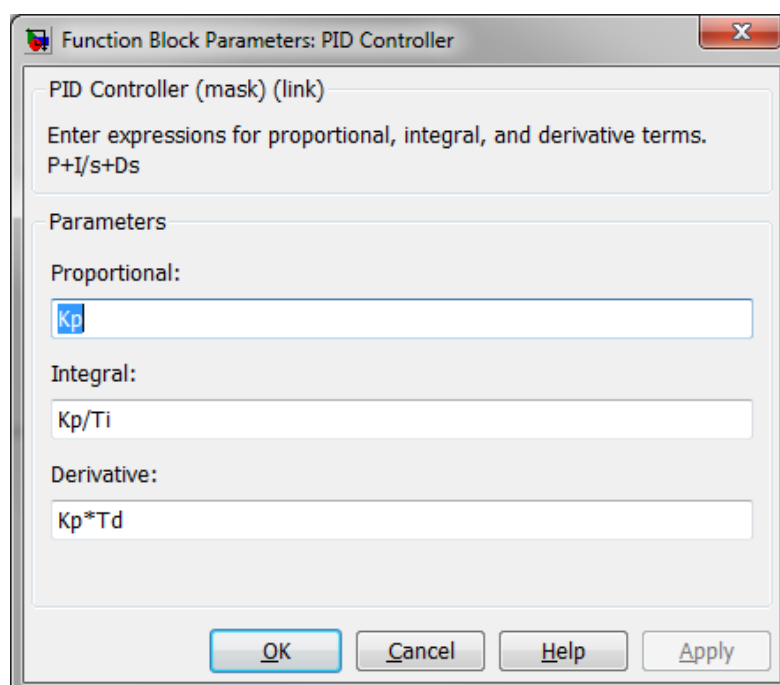 Function Block Parameters: PID Controller
PID Controller (mask) (link)
Enter expressions for proportional, integral, and derivative terms.
P+I/s+Ds
Parameters
Proportional:
Kp
Integral:
Kp/Ti
Derivative:
Kp*Td
OK Cancel Help Apply